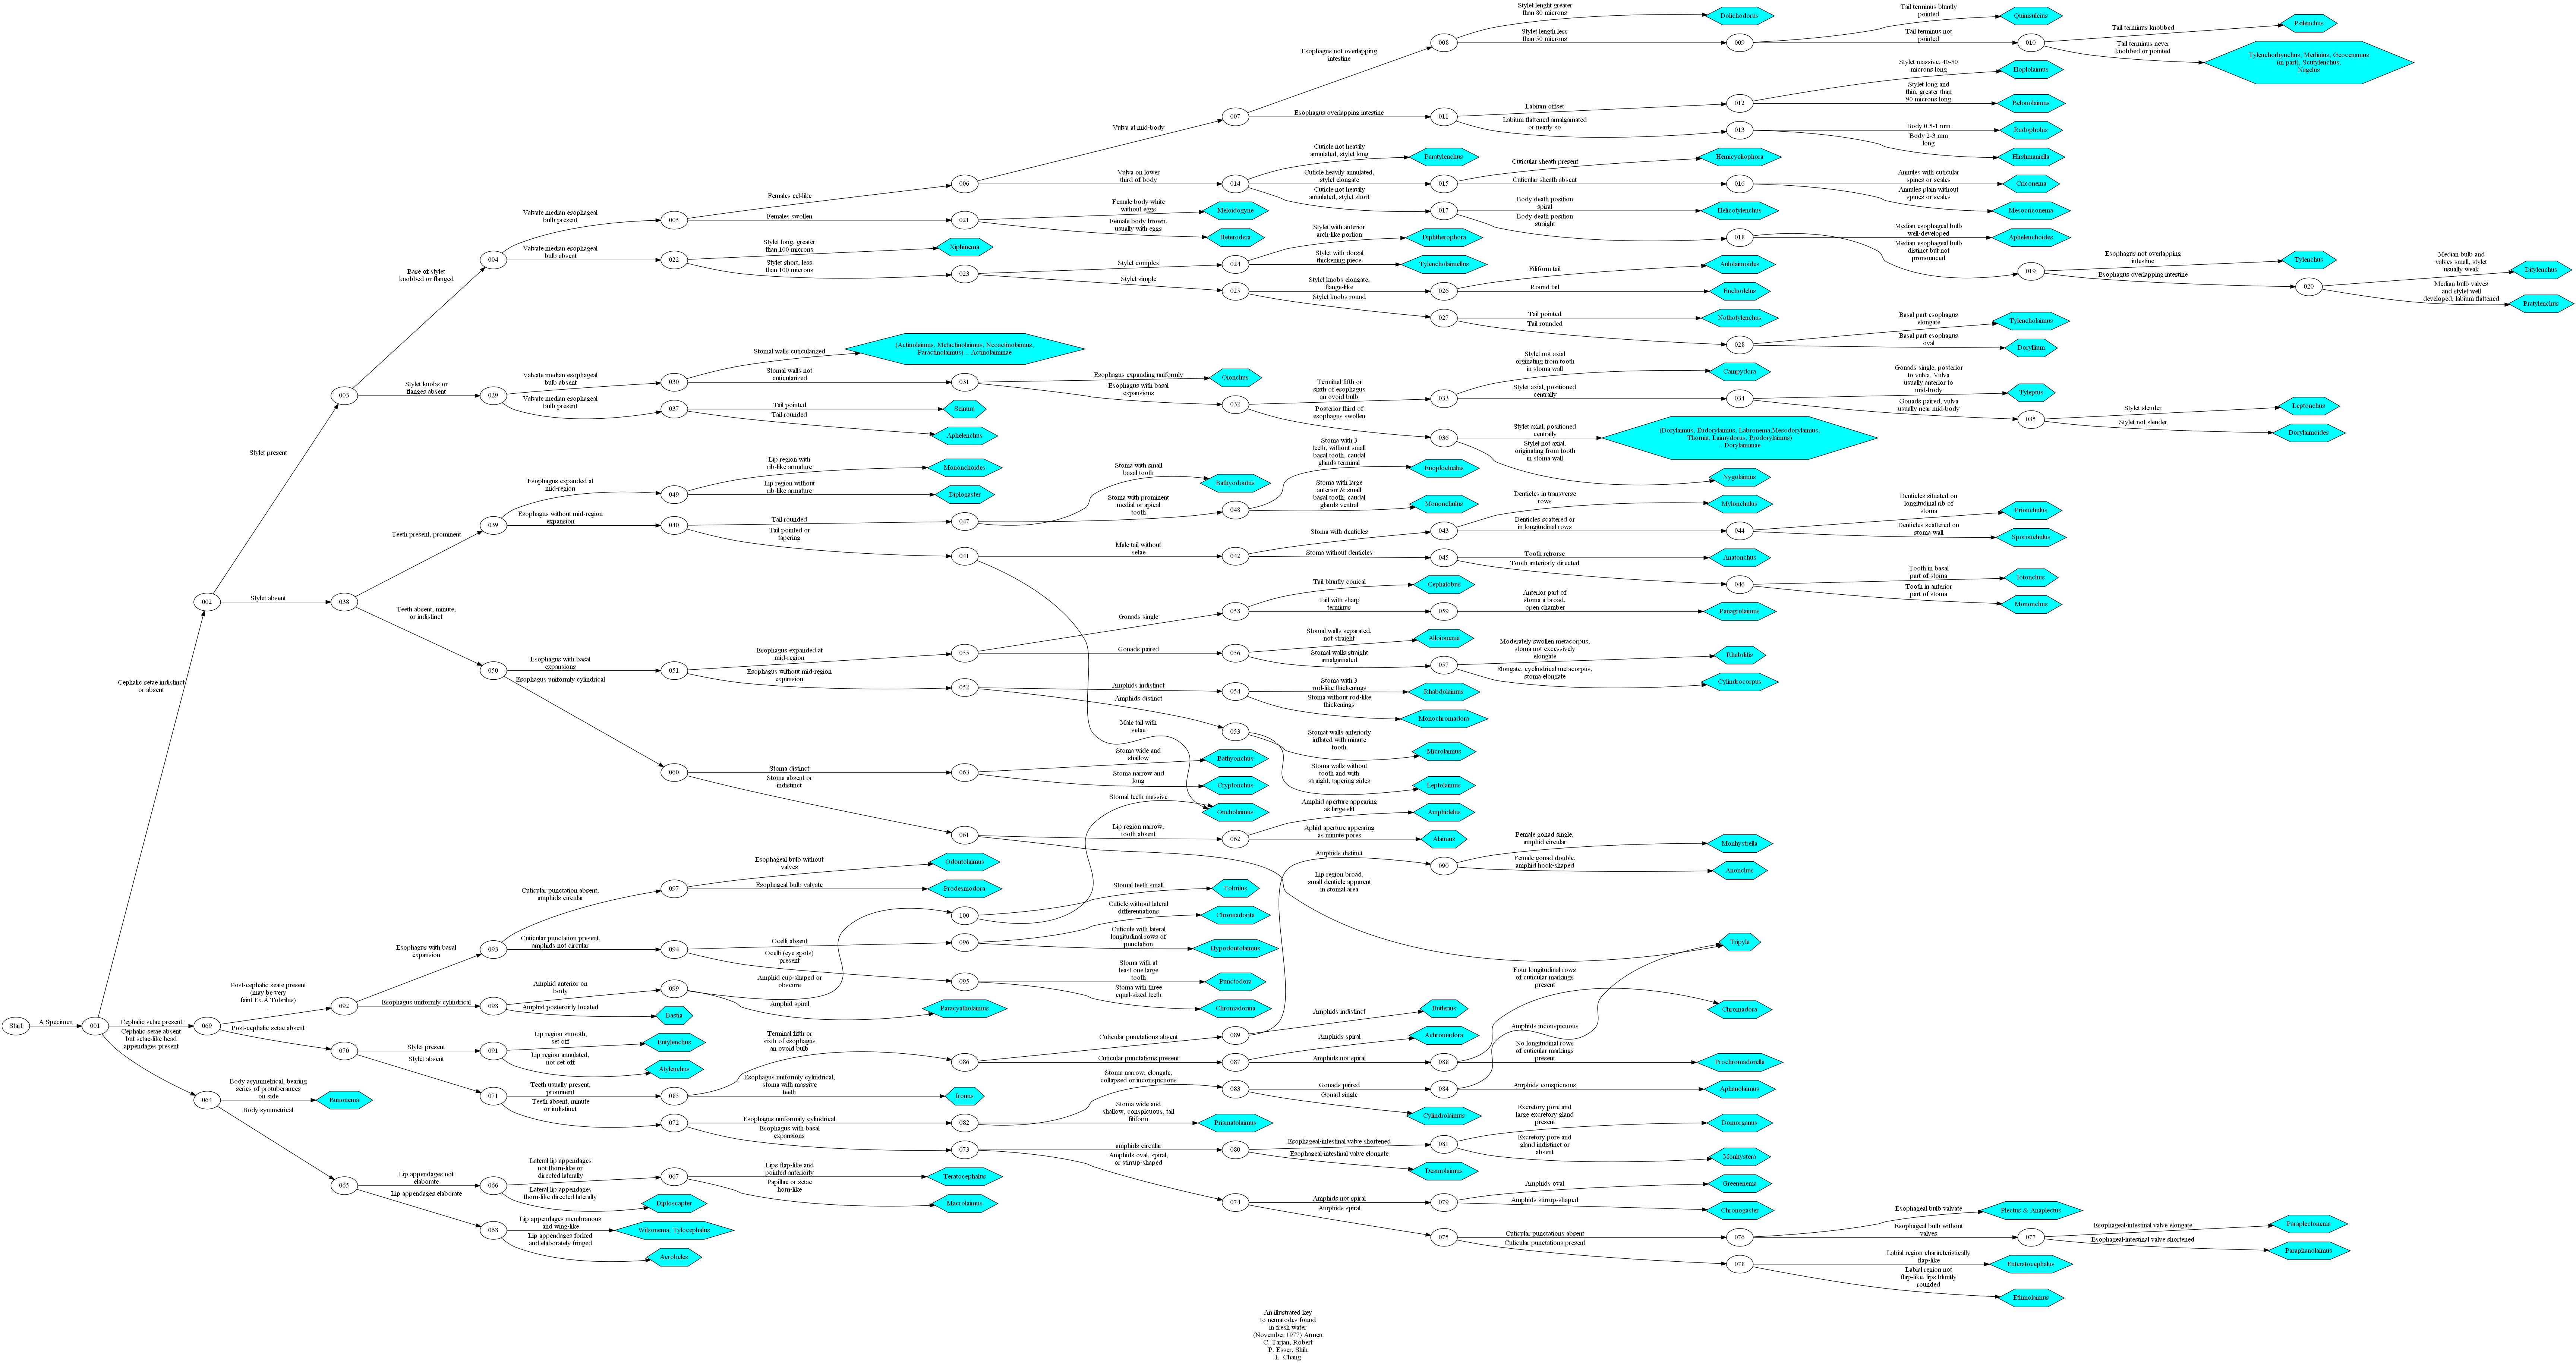 Start
A Specimen
001
Cephalic setae indistinct
or absent
Cephalic setae present
Cephalic setae absent
but setae-like head
appendages present
002
Stylet present
Stylet absent
003
Base of stylet
knobbed or flanged
Stylet knobs or
flanges absent
004
Valvate median esophageal
bulb present
Valvate median esophageal
bulb absent
005
Females eel-like
Females swollen
006
Vulva at mid-body
Vulva on lower
third of body
007
Esophagus not overlapping
intestine
Esophagus overlapping intestine
008
Stylet lenght greater
than 80 microns
Dolichodorus
Stylet length less
than 50 microns
009
Tail terminus bluntly
pointed
Quinisulcius
Tail terminus not
pointed
010
Tail terminus knobbed
Psilenchus
Tail terminus never
knobbed or pointed
Tylenchorhynchus, Merlinius, Geocenamus
(in part), Scutylenchus,
Nagelus
011
Labium offset
Labium flattened amalgamated
or nearly so
012
Stylet massive, 40-50
microns long
Hoplolaimus
Stylet long and
thin, greater than
90 microns long
Belonolaimus
013
Body 0.5-1 mm
Radopholus
Body 2-3 mm
long
Hirshmaniella
014
Cuticle not heavily
annulated, stylet long
Paratylenchus
Cuticle heavily annulated,
stylet elongate
Cuticle not heavily
annulated, stylet short
015
Cuticular sheath present
Hemicycliophora
Cuticular sheath absent
016
Annules with cuticular
spines or scales
Criconema
Annules plain without
spines or scales
Mesocriconema
017
Body death position
spiral
Helicotylenchus
Body death position
straight
018
Median esophageal bulb
well-developed
Aphelenchoides
Median esophageal bulb
distinct but not
pronounced
019
Esophagus not overlapping
intestine
Tylenchus
Esophagus overlapping intestine
020
Median bulb and
valves small, stylet
usually weak
Ditylenchus
Median bulb valves
and stylet well
developed, labium flattened
Pratylenchus
021
Female body white
without eggs
Meloidogyne
Female body brown,
usually with eggs
Heterodera
022
Stylet long, greater
than 100 microns
Xiphinema
Stylet short, less
than 100 microns
023
Stylet complex
Stylet simple
024
Stylet with anterior
arch-like portion
Diphtherophora
Stylet with dorsal
thickening piece
Tylencholaimellus
025
Stylet knobs elongate,
flange-like
Stylet knobs round
026
Filiform tail
Aulolaimoides
Round tail
Enchodelus
027
Tail pointed
Nothotylenchus
Tail rounded
028
Basal part esophagus
elongate
Tylencholaimus
Basal part esophagus
oval
Doryllium
029
Valvate median esophageal
bulb absent
Valvate median esophageal
bulb present
030
Stomal walls cuticularized
(Actinolaimus, Metactinolaimus, Neoactinolaimus,
Paractinolaimus) .. Actinolaiminae
Stomal walls not
cuticularized
031
Esophagus expanding uniformly
Oionchus
Esophagus with basal
expansions
032
Terminal fifth or
sixth of esophagus
an ovoid bulb
Posterior third of
esophagus swollen
033
Stylet not axial
originating from tooth
in stoma wall
Campydora
Stylet axial, positioned
centrally
034
Gonads single, posterior
to vulva. Vulva
usually anterior to
mid-body
Tyleptus
Gonads paired, vulva
usually near mid-body
035
Stylet slender
Leptonchus
Stylet not slender
Dorylaimoides
036
Stylet axial, positioned
centrally
(Dorylaimus, Eudorylaimus, Labronema,Mesodorylaimus,
Thornia, Laimydorus, Prodorylaimus)
.. Dorylaiminae
Stylet not axial,
originating from tooth
in stoma wall
Nygolaimus
037
Tail pointed
Seinura
Tail rounded
Aphelenchus
038
Teeth present, prominent
Teeth absent, minute,
or indistinct
039
Esophagus expanded at
mid-region
Esophagus without mid-region
expansion
049
Lip region with
rib-like armature
Mononchoides
Lip region without
rib-like armature
Diplogaster
040
Tail rounded
Tail pointed or
tapering
047
Stoma with small
basal tooth
Bathyodontus
Stoma with prominent
medial or apical
tooth
048
Stoma with 3
teeth, without small
basal tooth, caudal
glands terminal
Enoplocheilus
Stoma with large
anterior & small
basal tooth, caudal
glands ventral
Mononchulus
041
Male tail without
setae
Male tail with
setae
042
Stoma with denticles
Stoma without denticles
043
Denticles in transverse
rows
Mylonchulus
Denticles scattered or
in longitudinal rows
044
Denticles situated on
longitudinal rib of
stoma
Prionchulus
Denticles scattered on
stoma wall
Sporonchulus
045
Tooth retrorse
Anatonchus
Tooth anteriorly directed
046
Tooth in basal
part of stoma
Iotonchus
Tooth in anterior
part of stoma
Mononchus
050
Esophagus with basal
expansions
Esophagus uniformly cylindrical
051
Esophagus expanded at
mid-region
Esophagus without mid-region
expansion
055
Gonads single
Gonads paired
058
Tail bluntly conical
Cephalobus
Tail with sharp
terminus
059
Anterior part of
stoma a broad,
open chamber
Panagrolaimus
056
Stomal walls separated,
not straight
Alloionema
Stomal walls straight
amalgamated
057
Moderately swollen metacorpus,
stoma not excessively
elongate
Rhabditis
Elongate, cyclindrical metacorpus,
stoma elongate
Cylindrocorpus
052
Amphids indistinct
Amphids distinct
054
Stoma with 3
rod-like thickenings
Rhabdolaimus
Stoma without rod-like
thickenings
Monochromadora
053
Stomat walls anteriorly
inflated with minute
tooth
Microlaimus
Stoma walls without
tooth and with
straight, tapering sides
Leptolaimus
060
Stoma distinct
Stoma absent or
indistinct
063
Stoma wide and
shallow
Bathyonchus
Stoma narrow and
long
Cryptonchus
Stomal teeth massive
Oncholaimus
061
Lip region narrow,
tooth absent
Lip region broad,
small denticle apparent
in stomal area
062
Amphid aperture appearing
as large slit
Amphidelus
Aphid aperture appearing
as minute pores
Alaimus
069
Post-cephalic seate present
(may be very
faint Ex.Â Tobrilus)
Post-cephalic setae absent
092
Esophagus with basal
expansion
Esophagus uniformly cylindrical
093
Cuticular punctation absent,
amphids circular
Cuticular punctation present,
amphids not circular
097
Esophageal bulb without
valves
Odontolaimus
Esophageal bulb valvate
Prodesmodora
094
Ocelli absent
Ocelli (eye spots)
present
096
Cuticle without lateral
differentiations
Chromadorita
Cuticule with lateral
longitudinal rows of
punctation
Hypodontolaimus
095
Stoma with at
least one large
tooth
Punctodora
Stoma with three
equal-sized teeth
Chromadorina
098
Amphid anterior on
body
Amphid posteriorly located
Bastia
099
Amphid cup-shaped or
obscure
Amphid spiral
Paracyatholaimus
100
Stomal teeth small
Tobrilus
070
Stylet present
Stylet absent
091
Lip region smooth,
set off
Eutylenchus
Lip region annulated,
not set off
Atylenchus
071
Teeth usually present,
prominent
Teeth absent, minute
or indistinct
085
Terminal fifth or
sixth of esophagus
an ovoid bulb
Esophagus uniformly cylindrical,
stoma with massive
teeth
Ironus
086
Cuticular punctations absent
Cuticular punctations present
089
Amphids distinct
Amphids indistinct
Butlerius
090
Female gonad single,
amphid circular
Monhystrella
Female gonad double,
amphid hook-shaped
Anonchus
087
Amphids spiral
Achromadora
Amphids not spiral
088
Four longitudinal rows
of cuticular markings
present
Chromadora
No longitudinal rows
of cuticular markings
present
Prochromadorella
072
Esophagus uniformly cylindrical
Esophagus with basal
expansions
082
Stoma narrow, elongate,
collapsed or inconspicuous
Stoma wide and
shallow, conspicuous, tail
filiform
Prismatolaimus
083
Gonads paired
Gonad single
Cylindrolaimus
084
Amphids inconspicuous
Tripyla
Amphids conspicuous
Aphanolaimus
073
amphids circular
Amphids oval, spiral,
or stirrup-shaped
080
Esophageal-intestinal valve shortened
Esophageal-intestinal valve elongate
Desmolaimus
081
Excretory pore and
large excretory gland
present
Domorganus
Excretory pore and
gland indistinct or
absent
Monhystera
074
Amphids not spiral
Amphids spiral
079
Amphids oval
Greenenema
Amphids stirrup-shaped
Chronogaster
075
Cuticular punctations absent
Cuticular punctations present
076
Esophageal bulb valvate
Plectus & Anaplectus
Esophageal bulb without
valves
077
Esophageal-intestinal valve elongate
Paraplectonema
Esophageal-intestinal valve shortened
Paraphanolaimus
078
Labial region characteristically
flap-like
Euteratocephalus
Labial region not
flap-like, lips bluntly
rounded
Ethmolaimus
064
Body asymmetrical, bearing
series of protuberances
on side
Bunonema
Body symmetrical
065
Lip appendages not
elaborate
Lip appendages elaborate
066
Lateral lip appendages
not thorn-like or
directed laterally
Lateral lip appendages
thorn-like directed laterally
Diploscapter
067
Lips flap-like and
pointed anteriorly
Teratocephalus
Papillae or setae
horn-like
Macrolaimus
068
Lip appendages membranous
and wing-like
Wilsonema, Tylocephalus
Lip appendages forked
and elaborately fringed
Acrobeles
An illustrated key
to nematodes found
in fresh water
(November 1977) Armen
C. Tarjan, Robert
P. Esser, Shih
L. Chang